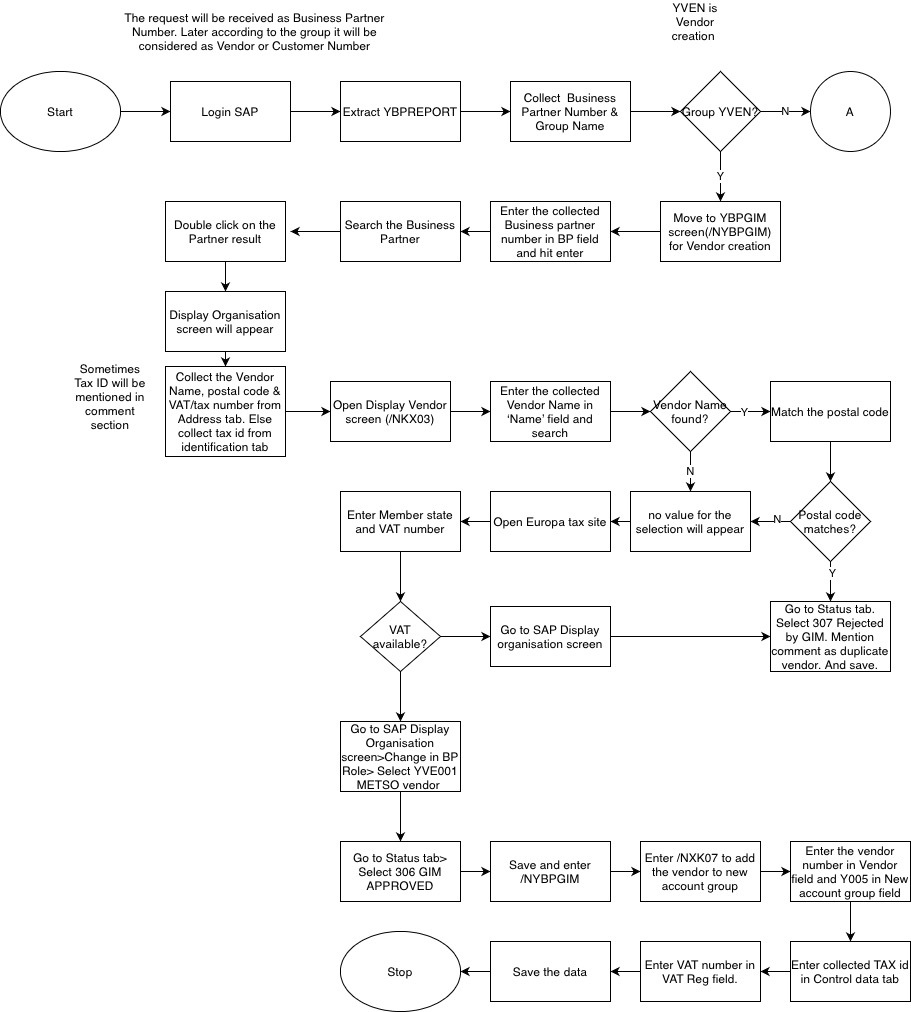 The request will be received as Business Partner
Number. Later according to the group it will be
considered as Vendor or Customer Number
YVEN is
Vendor
creation
Start
Login SAP
Extract YBPREPORT
Collect Business
Partner Number &
Group Name
Group YVEN?
N
A
Y
Double click on the
Partner result
Search the Business
Partner
Enter the collected
Business partner
number in BP field
and hit enter
Move to YBPGIM
screen(/NYBPGIM)
for Vendor creation
Display Organisation
screen will appear
Sometimes
Tax ID will be
mentioned in
comment
section
Collect the Vendor
Name, postal code &
VAT/tax number from
Address tab. Else
collect tax id from
identification tab
Open Display Vendor
screen (/NKX03)
Enter the collected
Vendor Name in
‘Name’ field and
search
Vendor Name
found?
Y
Match the postal code
N
Enter Member state
and VAT number
Open Europa tax site
no value for the
selection will appear
N
Postal code
matches?
Y
VAT
available?
Go to SAP Display
organisation screen
Go to Status tab.
Select 307 Rejected
by GIM. Mention
comment as duplicate
vendor. And save.
Go to SAP Display
Organisation
screen>Change in BP
Role> Select YVE001
METSO vendor
Go to Status tab>
Select 306 GIM
APPROVED
Save and enter
/NYBPGIM
Enter /NXK07 to add
the vendor to new
account group
Enter the vendor
number in Vendor
field and Y005 in New
account group field
Stop
Save the data
Enter VAT number in
VAT Reg field.
Enter collected TAX id
in Control data tab